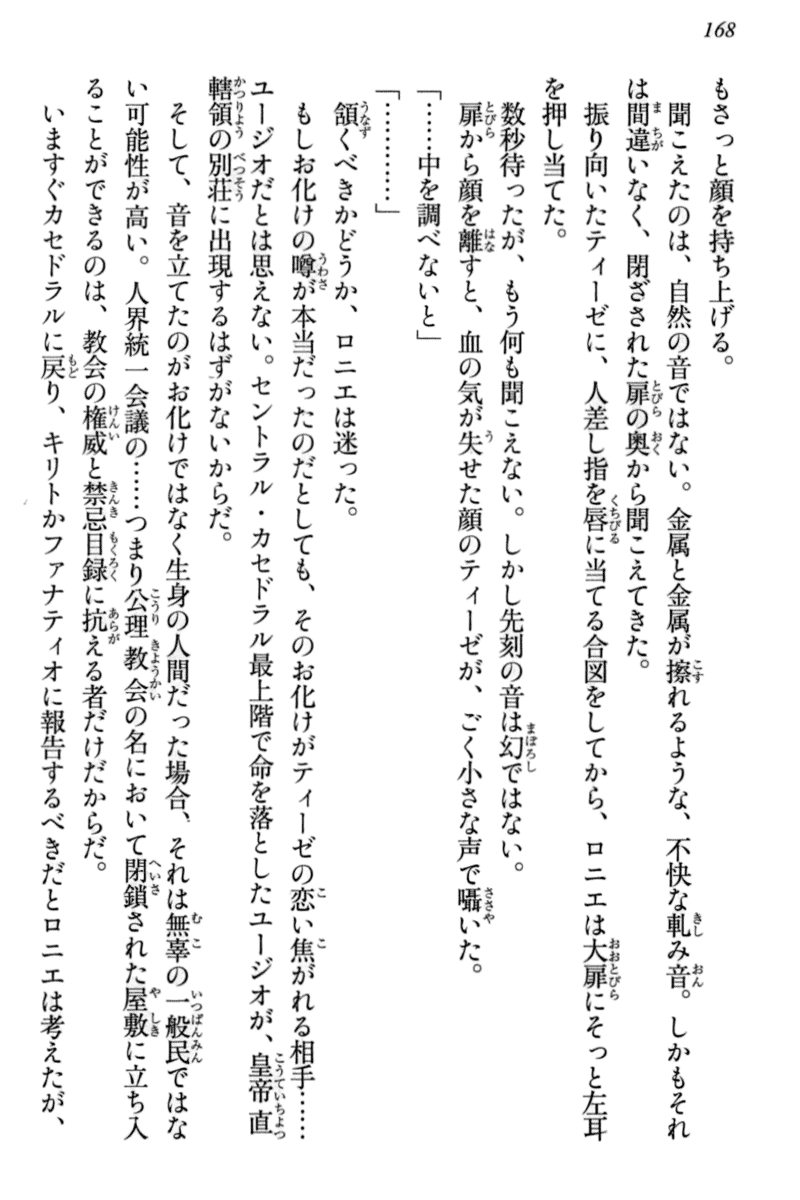 168
もさっと顔を持ち上げる。
聞こえたのは、自然の音ではない。金属と金属が擦れるような、不快な軋み音。しかもそれ
は間違いなく、閉ざされた扉の奥から聞こえてきた。
振り向いたティーゼに、人差し指を唇に当てる合図をしてから、ロニエは大扉にそっと左耳
を押し当てた。
数秒待ったが、もう何も聞こえない。しかし先刻の音は幻ではない。
扉から顔を離すと、血の気が失せた顔のティーゼが、ごく小さな声で囁いた。
「……中を調べないと」
「…………」
頷くべきかどうか、ロニエは迷った。
もしお化けの噂が本当だったのだとしても、そのお化けがティーゼの恋い焦がれる相手……
ユージオだとは思えない。セントラル・カセドラル最上階で命を落としたユージオが、皇帝直
轄領の別荘に出現するはずがないからだ。
そして、音を立てたのがお化けではなく生身の人間だった場合、それは無辜の一般民ではな
い可能性が高い。人界統一会議の……つまり公理教会の名において閉鎖された屋敷に立ち入
ることができるのは、教会の権威と禁忌目録に抗える者だけだからだ。
いますぐカセドラルに戻り、キリトかファナティオに報告するべきだとロニエは考えたが、